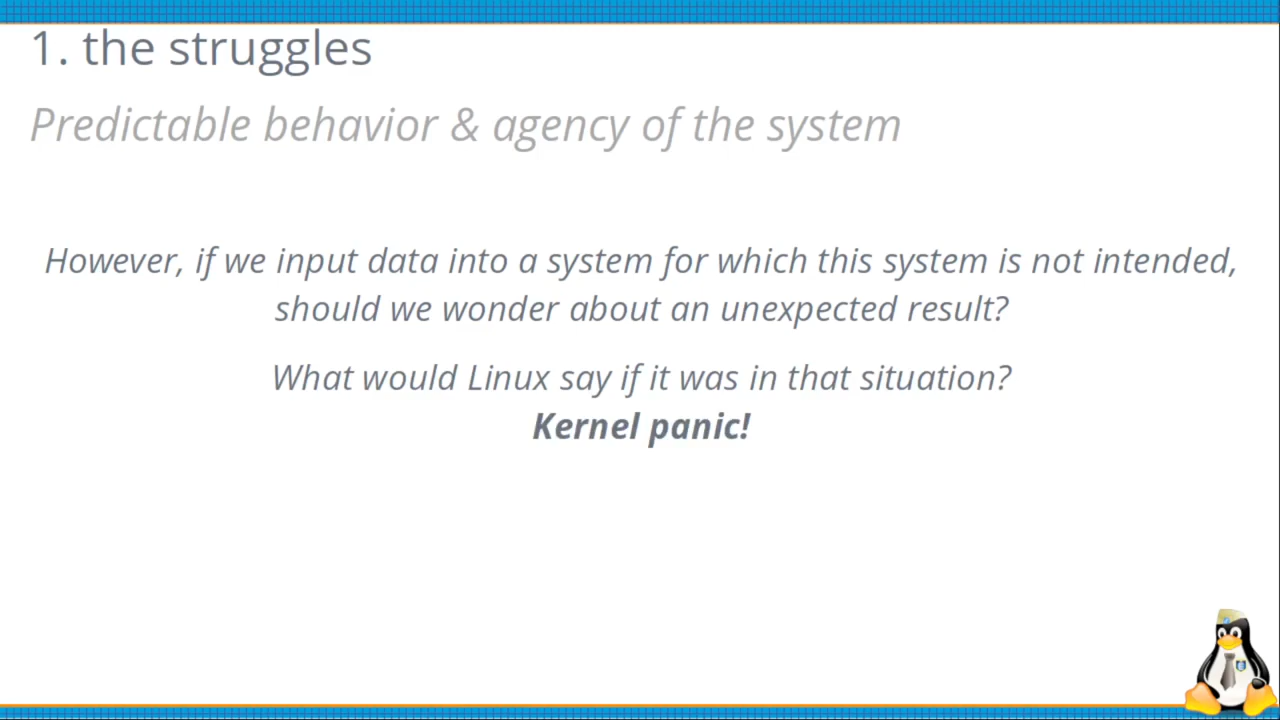 1. the struggles
Predictable behavior & agency of the system
However, if we input data into a system for which this system is not intended,
should we wonder about an unexpected result?
What would Linux say if it was in that situation?
Kernel panic!